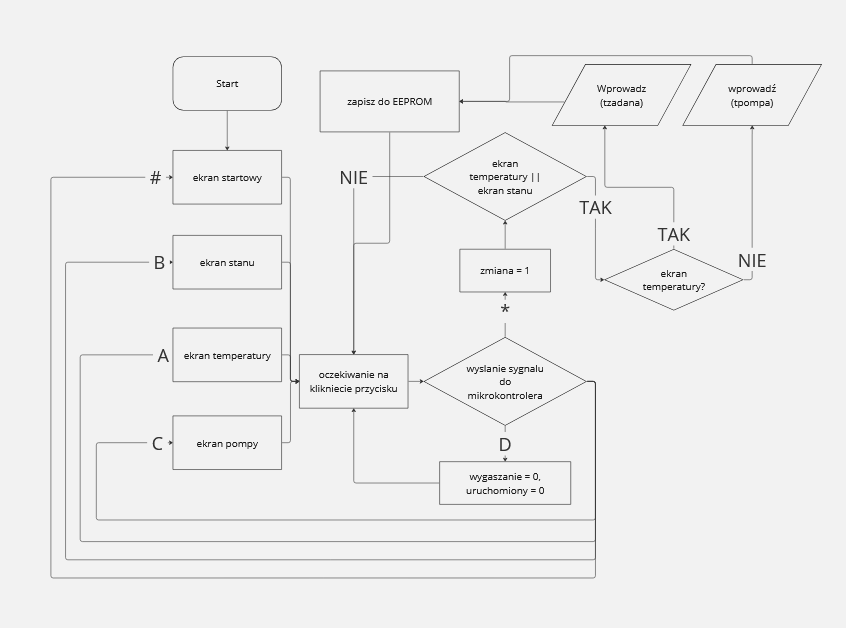 Start
zapisz do EEPROM
Wprowadz
(tzadana)
wprowadź
(tpompa)
#
ekran startowy
NIE
ekran
temperatury ||
ekran stanu
TAK
TAK
B
ekran stanu
zmiana = 1
ekran
temperatury?
NIE
*
A
ekran temperatury
oczekiwanie na
klikniecie przycisku
wyslanie sygnalu
do
mikrokontrolera
C
ekran pompy
D
wygaszanie = 0,
uruchomiony = 0